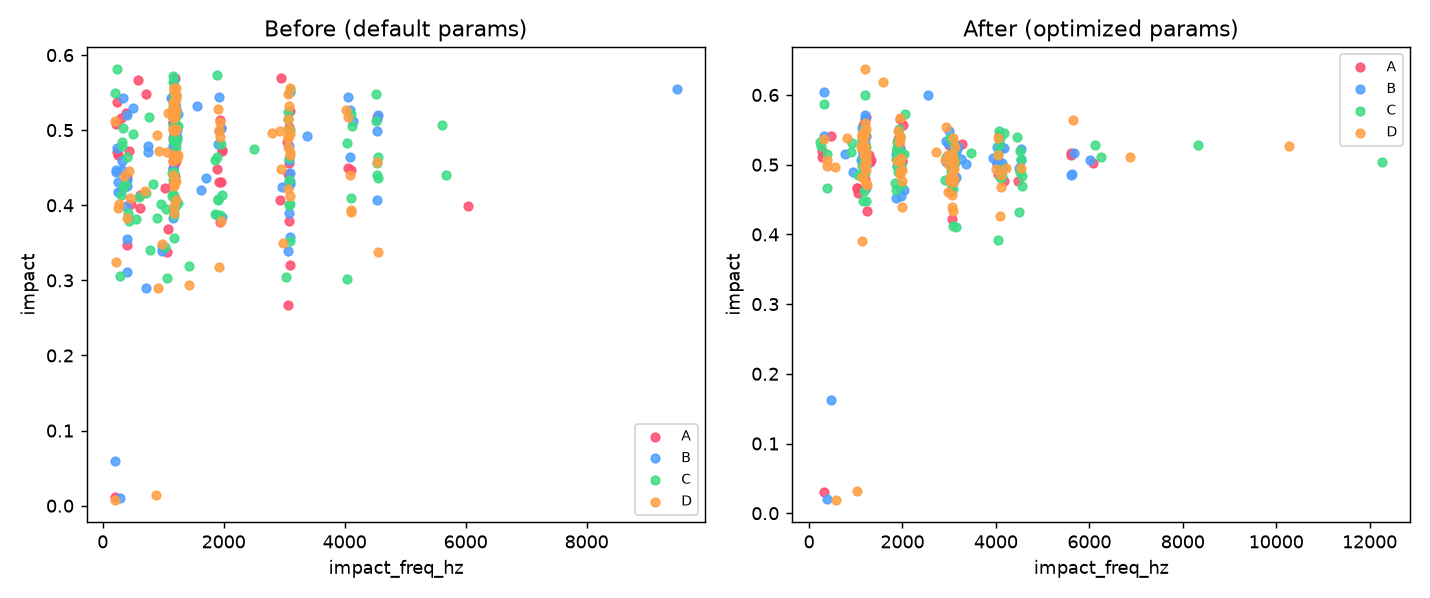 Before (default params)
0.6
0.5
0.4
0.3
0.2
0.1
0.0
impact
0
2000
4000
6000
8000
impact_freq_hz
A
B
C
D
After (optimized params)
0.6
0.5
0.4
0.3
0.2
0.1
0.0
impact
0
2000
4000
6000
8000
10000
12000
impact_freq_hz
A
B
C
D